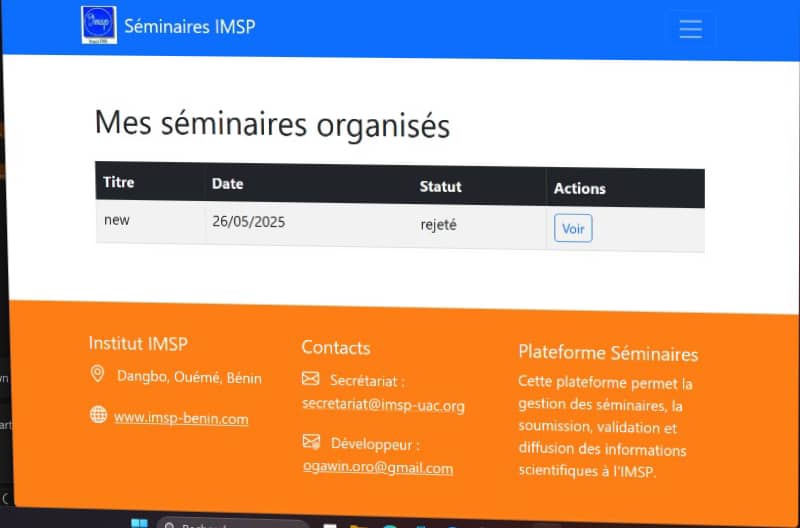 Imsp
Séminaires IMSP
Mes séminaires organisés
Titre Date Statut Actions
new 26/05/2025 rejeté Voir
Institut IMSP
Dangbo, Ouémé, Bénin
www.imsp-benin.com
Contacts
Secrétariat :
secretariat@imsp-uac.org
Développeur :
ogawin.oro@gmail.com
Plateforme Séminaires
Cette plateforme permet la
gestion des séminaires, la
soumission, validation et
diffusion des informations
scientifiques à l'IMSP.